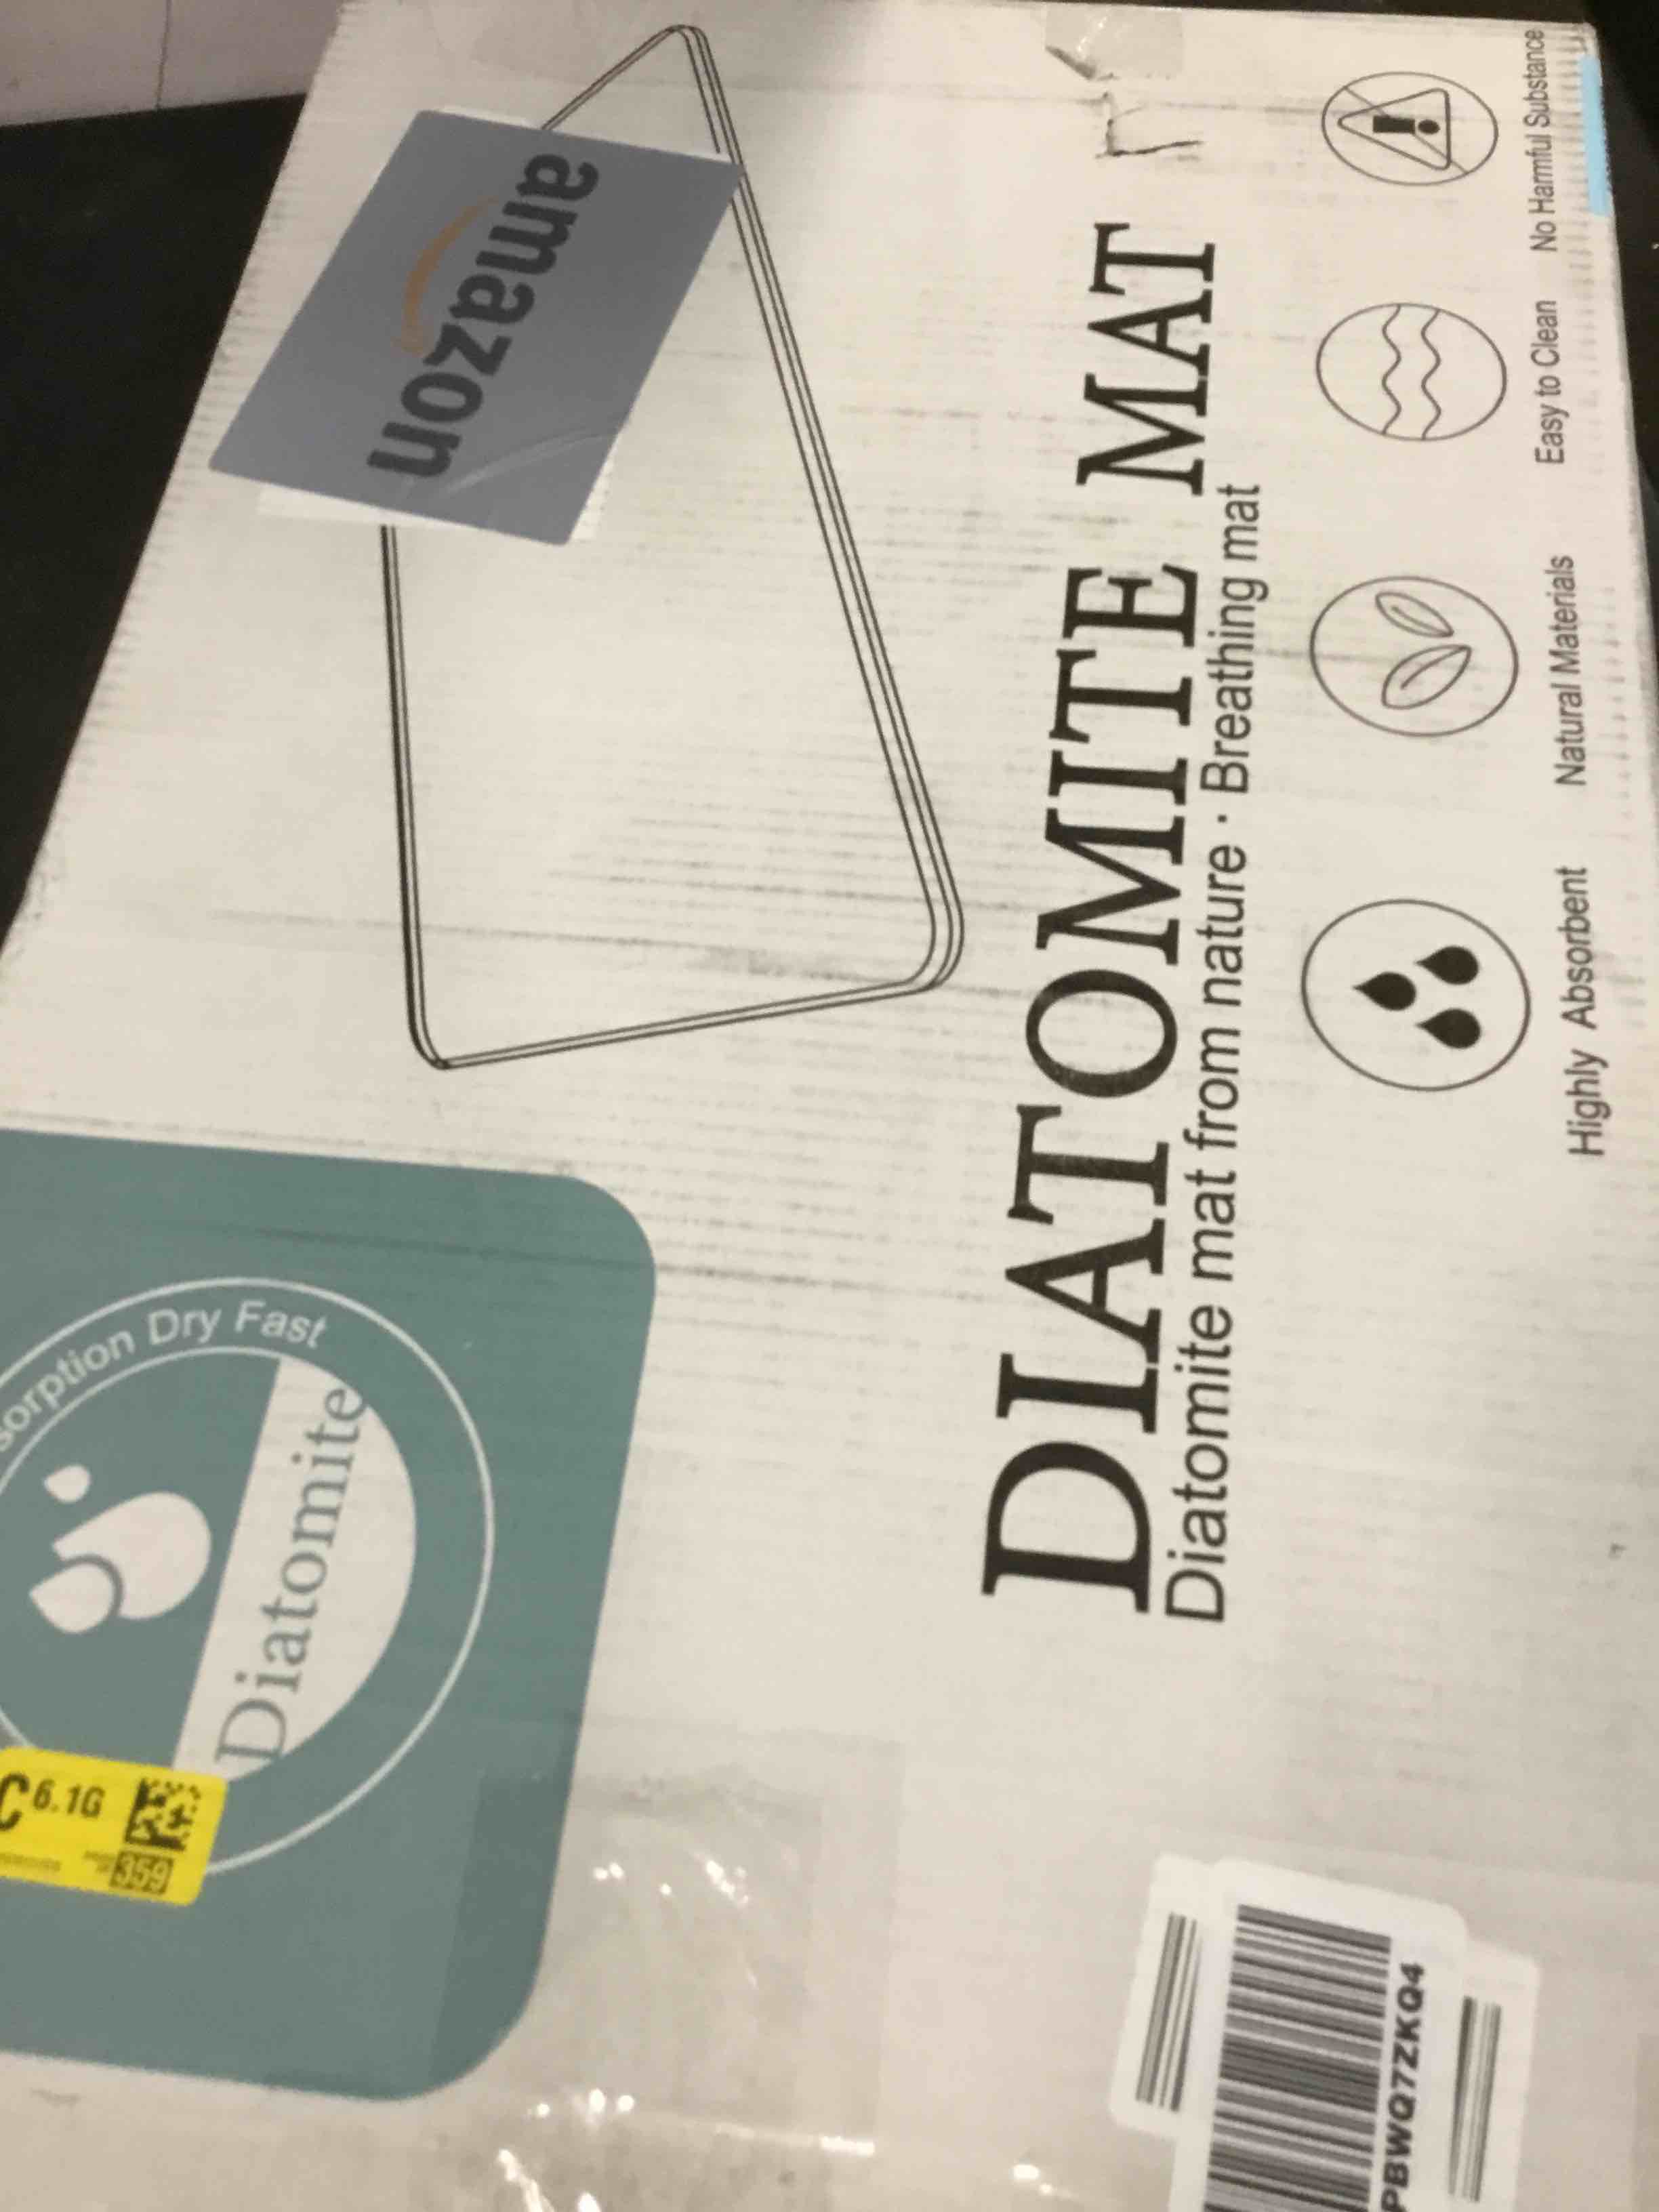 amazon
sorption Dry Fast
Diatomite
C 6.1G
359
DIATOMITE MAT
Diatomite mat from nature · Breathing mat
Highly Absorbent
Natural Materials
Easy to Clean
No Harmful Substance
PBWQ7ZKQ4